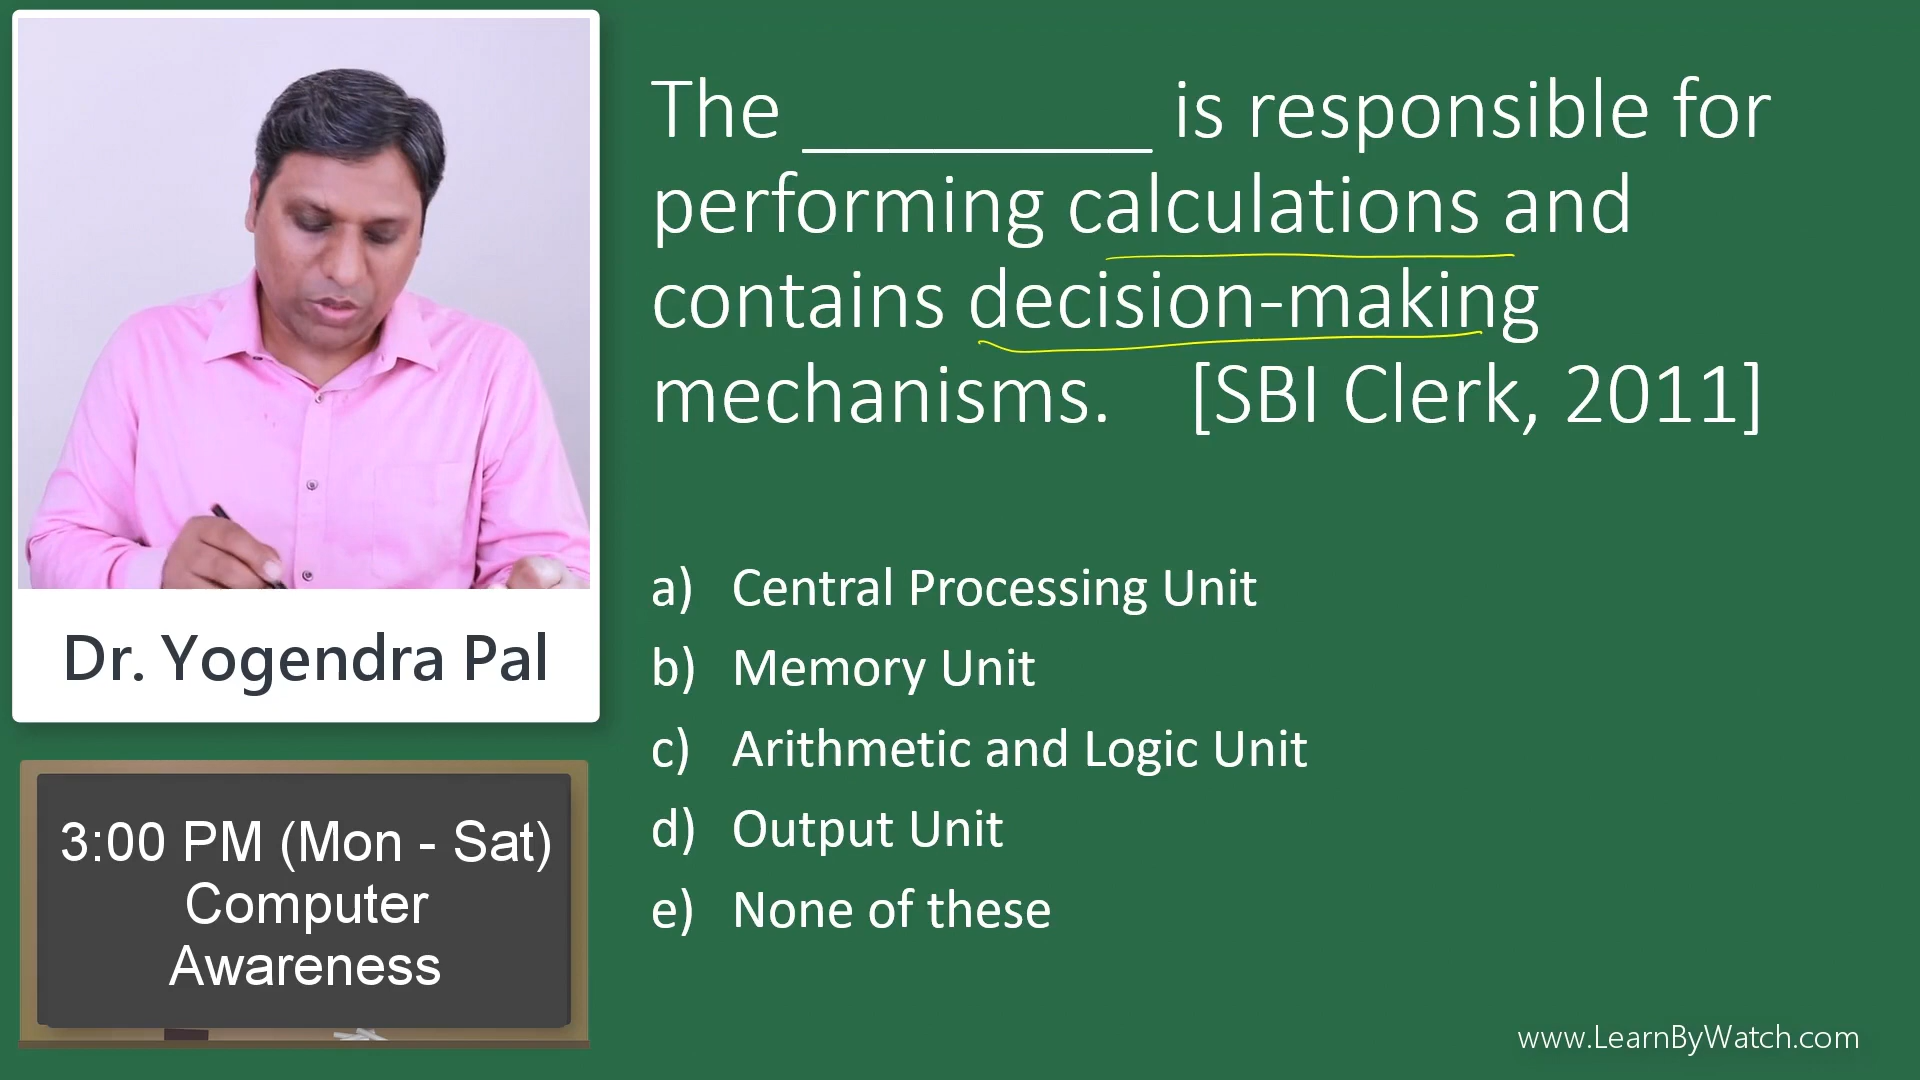 The _________ is responsible for
performing calculations and
contains decision-making
mechanisms. [SBI Clerk, 2011]
a) Central Processing Unit
b) Memory Unit
c) Arithmetic and Logic Unit
d) Output Unit
e) None of these
Dr. Yogendra Pal
3:00 PM (Mon - Sat)
Computer
Awareness
www.LearnByWatch.com